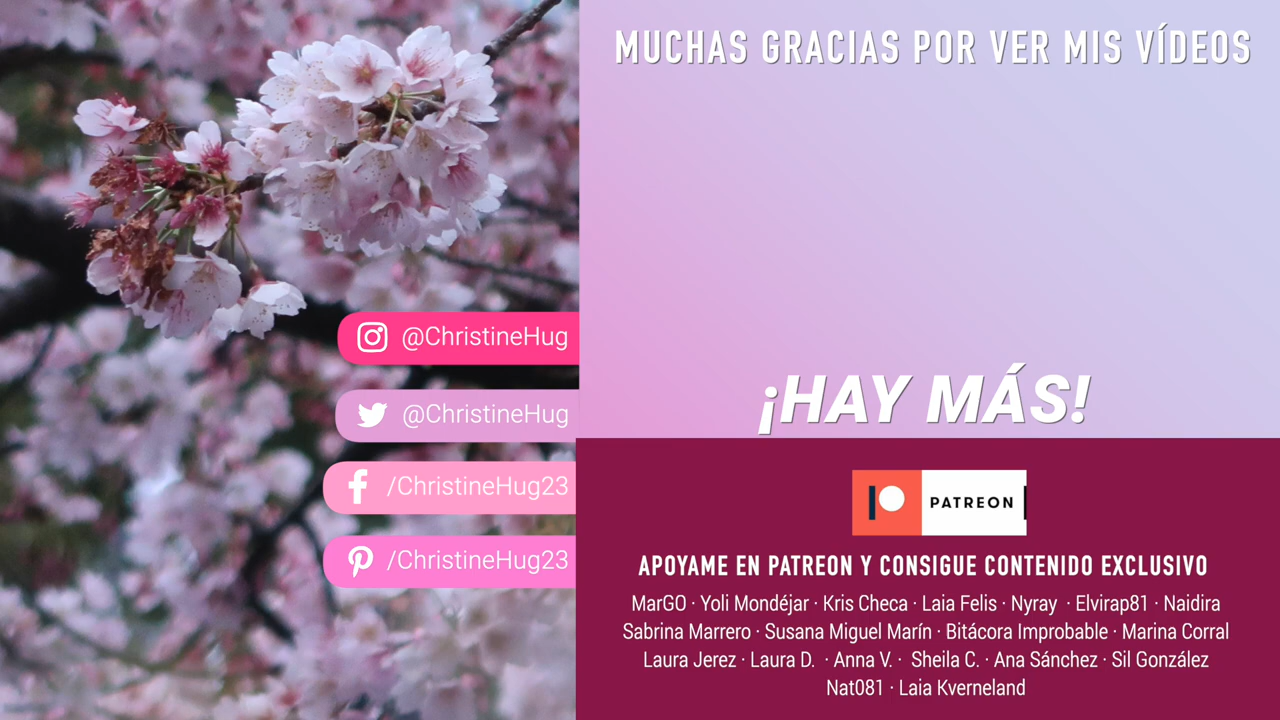 MUCHAS GRACIAS POR VER MIS VÍDEOS
@ChristineHug
@ChristineHug
/ChristineHug23
/ChristineHug23
¡HAY MÁS!
PATREON
APOYAME EN PATREON Y CONSIGUE CONTENIDO EXCLUSIVO
MarGO · Yoli Mondéjar · Kris Checa · Laia Felis · Nyray · Elvirap81 · Naidira
Sabrina Marrero · Susana Miguel Marín · Bitácora Improbable · Marina Corral
Laura Jerez · Laura D. · Anna V. · Sheila C. · Ana Sánchez · Sil González
Nat081 · Laia Kverneland